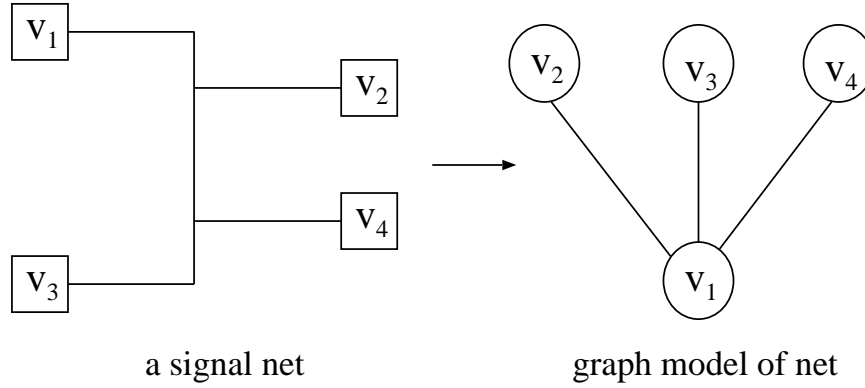 v₁
v₂
v₃
v₄
v₂ v₃ v₄
v₁
a signal net
graph model of net